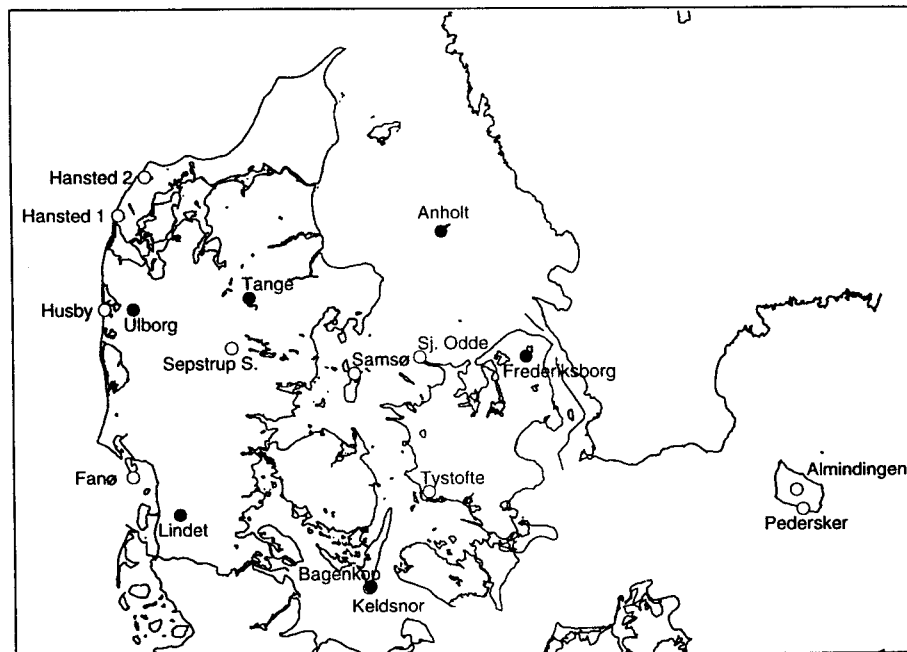 Hansted 2
Hansted 1
Anholt
Tange
Husby
Ulborg
Sepstrup S.
Samsø
Sj. Odde
Frederiksborg
Fanø
Tystofte
Almindingen
Lindet
Pedersker
Bagenkop
Keldsnor